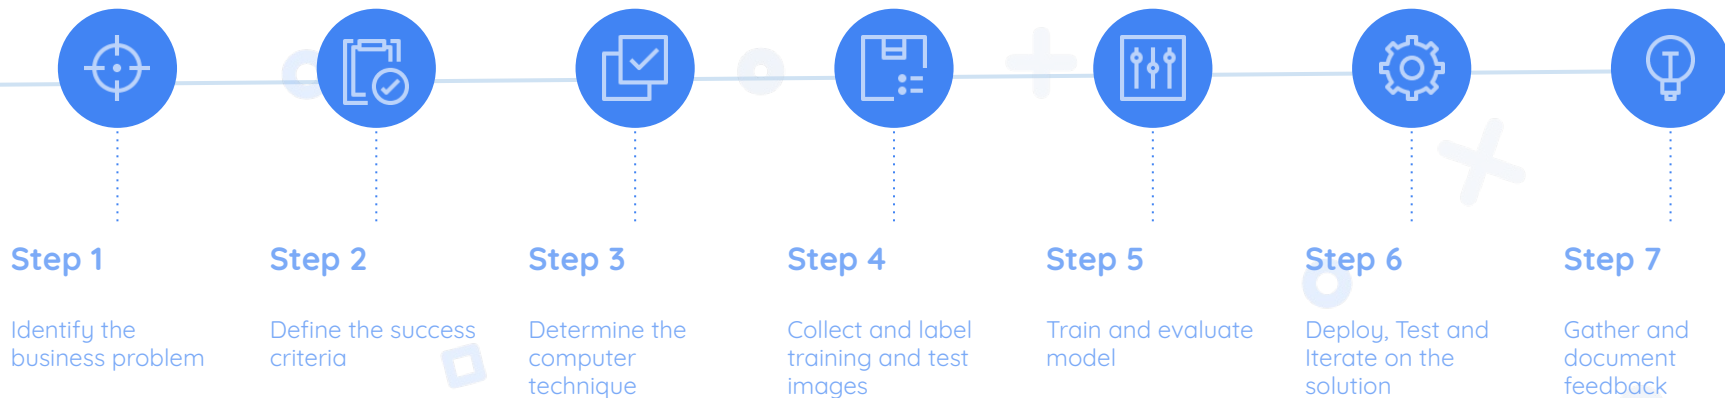 Step 1
Identify the
business problem
Step 2
Define the success
criteria
Step 3
Determine the
computer
technique
Step 4
Collect and label
training and test
images
Step 5
Train and evaluate
model
Step 6
Deploy, Test and
Iterate on the
solution
Step 7
Gather and
document
feedback